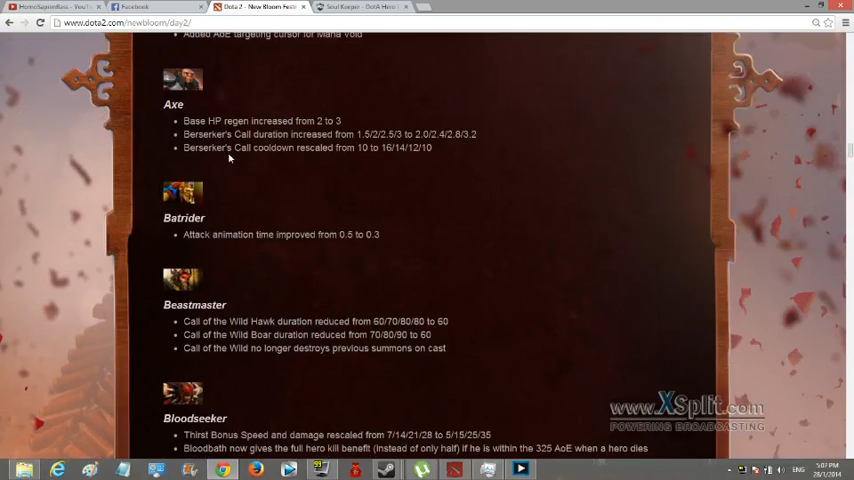 HomoSapienBass - YouT
Facebook
Dota 2 - New Bloom Fest
Soul Keeper - DotA Hero
www.dota2.com/newbloom/day2/
Added AoE targeting cursor for Mana Void
Axe
Base HP regen increased from 2 to 3
Berserker's Call duration increased from 1.5/2/2.5/3 to 2.0/2.4/2.8/3.2
Berserker's Call cooldown rescaled from 10 to 16/14/12/10
Batrider
Attack animation time improved from 0.5 to 0.3
Beastmaster
Call of the Wild Hawk duration reduced from 60/70/80/80 to 60
Call of the Wild Boar duration reduced from 70/80/90 to 60
Call of the Wild no longer destroys previous summons on cast
Bloodseeker
Thirst Bonus Speed and damage rescaled from 7/14/21/28 to 5/15/25/35
Bloodbath now gives the full hero kill benefit (instead of only half) if he is within the 325 AoE when a hero dies
www.XSplit.com
POWERING BROADCASTING
99
ENG
5:07 PM
28/1/2014